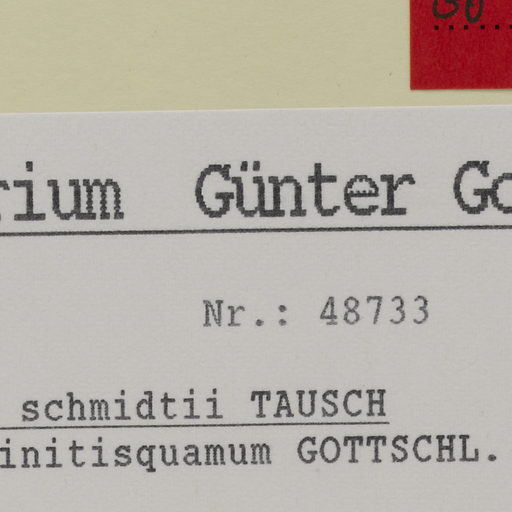 rium Günter Go
Nr.: 48733
schmidtii TAUSCH
initisquamum GOTTSCHL.